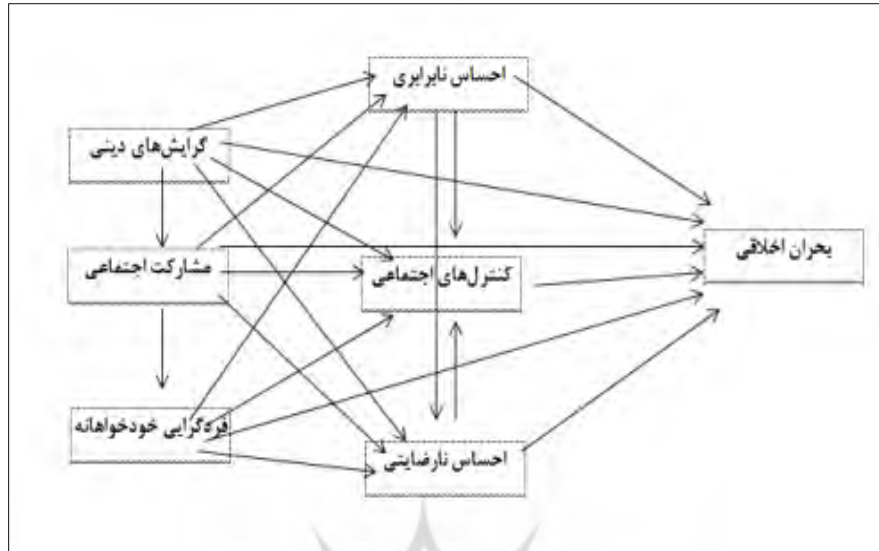 احساس نابرابری
گرایش‌های دینی
بحران اخلاقی
کنترل‌های اجتماعی
مشارکت اجتماعی
فردگرایی خودخواهانه
احساس نارضایتی